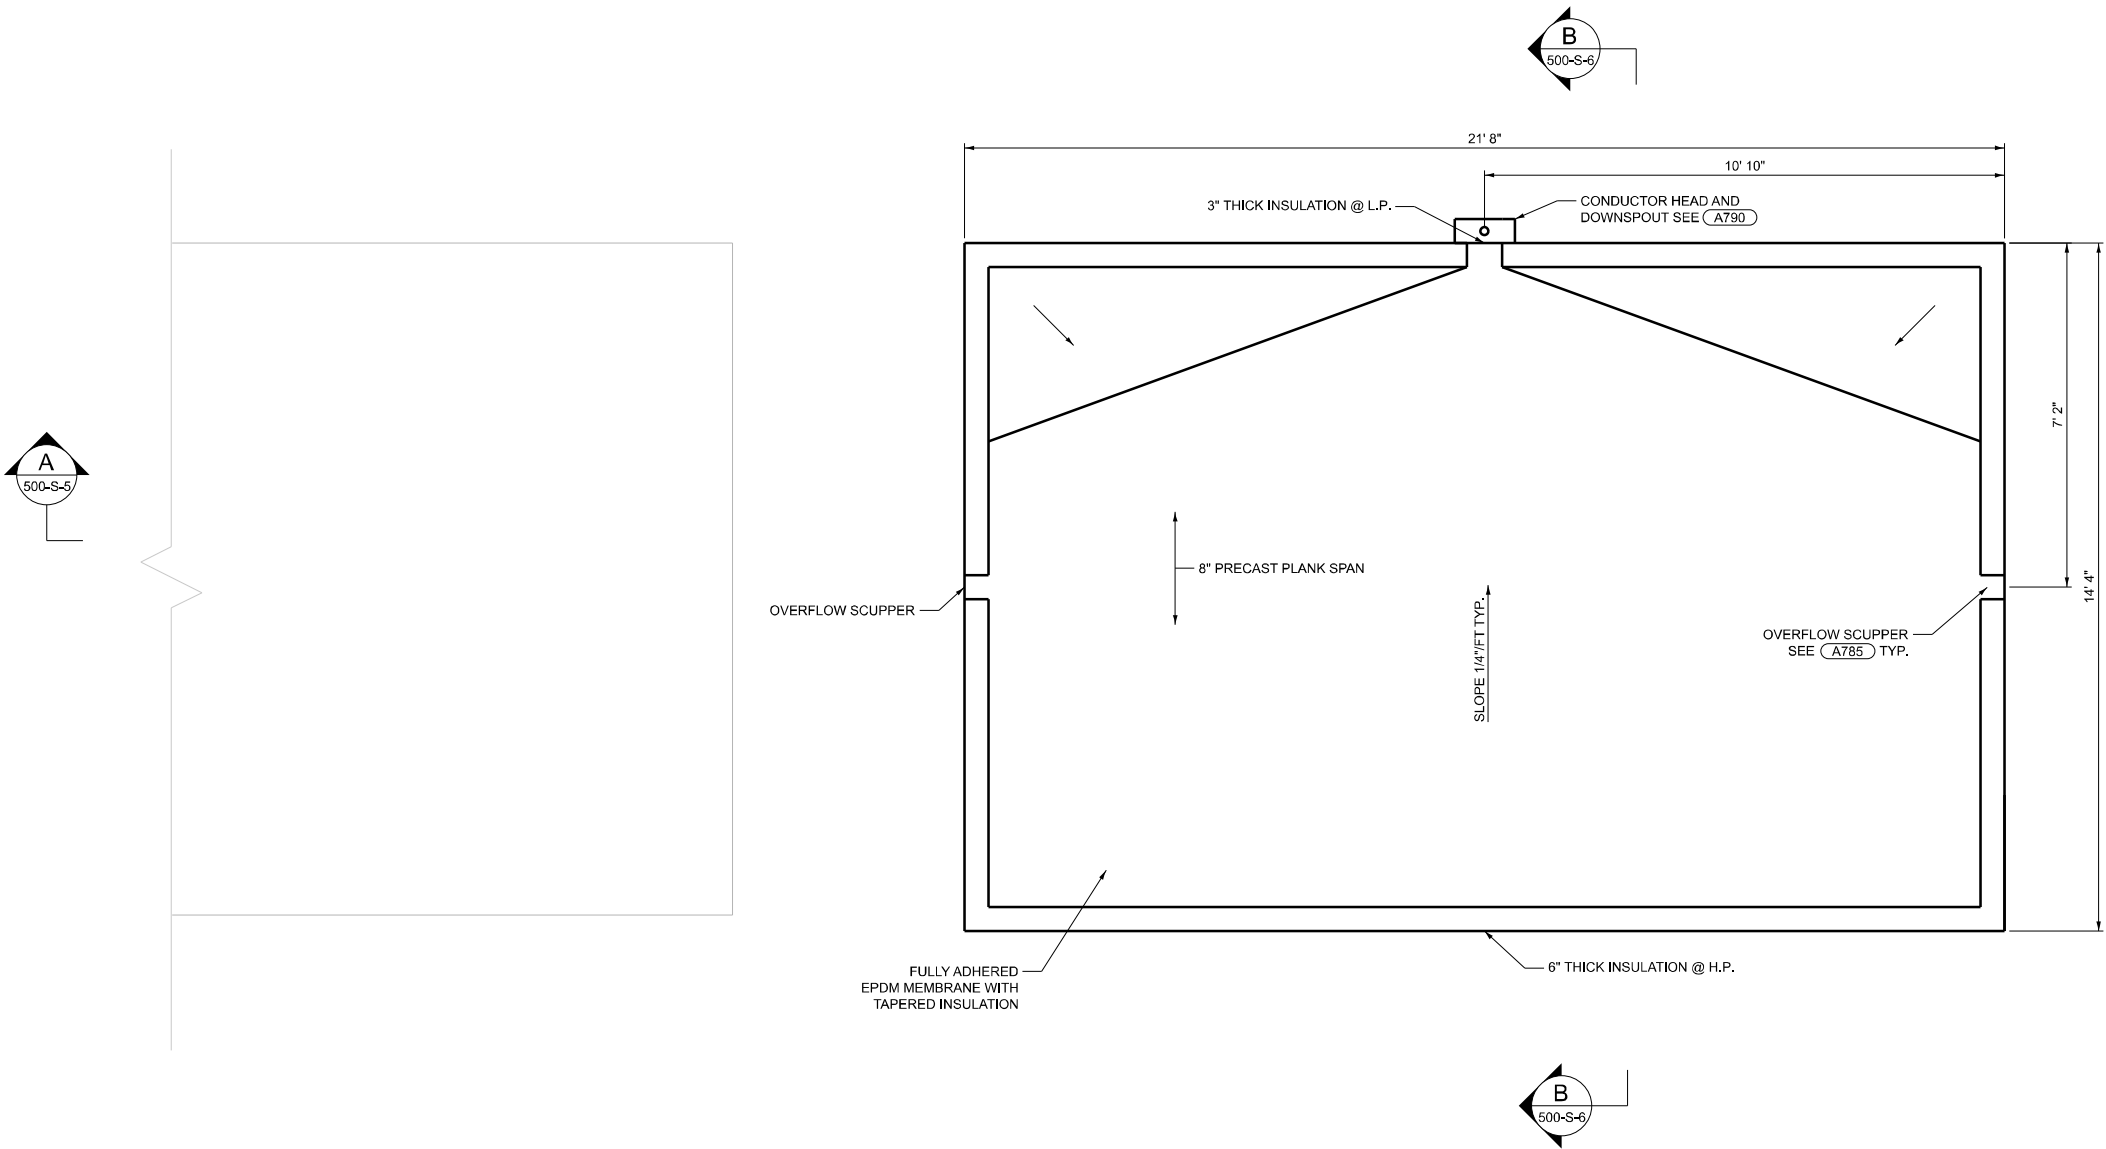 B
500-S-6
21' 8"
10' 10"
3" THICK INSULATION @ L.P.
CONDUCTOR HEAD AND
DOWNSPOUT SEE A790
7' 2"
14' 4"
A
500-S-5
8" PRECAST PLANK SPAN
OVERFLOW SCUPPER
SLOPE 1/4"/FT TYP.
OVERFLOW SCUPPER
SEE A785 TYP.
FULLY ADHERED
EPDM MEMBRANE WITH
TAPERED INSULATION
6" THICK INSULATION @ H.P.
B
500-S-6